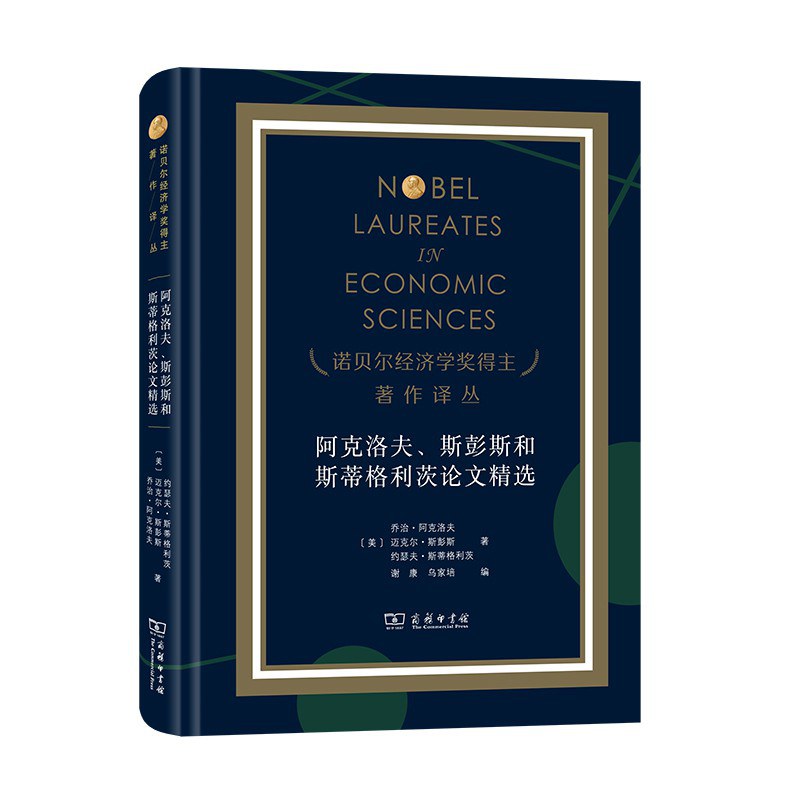 NOBEL
LAUREATES
IN
ECONOMIC
SCIENCES
诺贝尔经济学奖得主
著作译丛
阿克洛夫、斯彭斯和
斯蒂格利茨论文精选
乔治·阿克洛夫
〔美〕迈克尔·斯彭斯 著
约瑟夫·斯蒂格利茨
谢 康 乌家培 编
商务印书馆
The Commercial Press
诺贝尔经济学奖得主
著/作/译/丛
阿克洛夫、斯彭斯和
斯蒂格利茨论文精选
〔美〕
约瑟夫·斯蒂格利茨
迈克尔·斯彭斯
乔治·阿克洛夫
著
商务印书馆
The Commercial Press